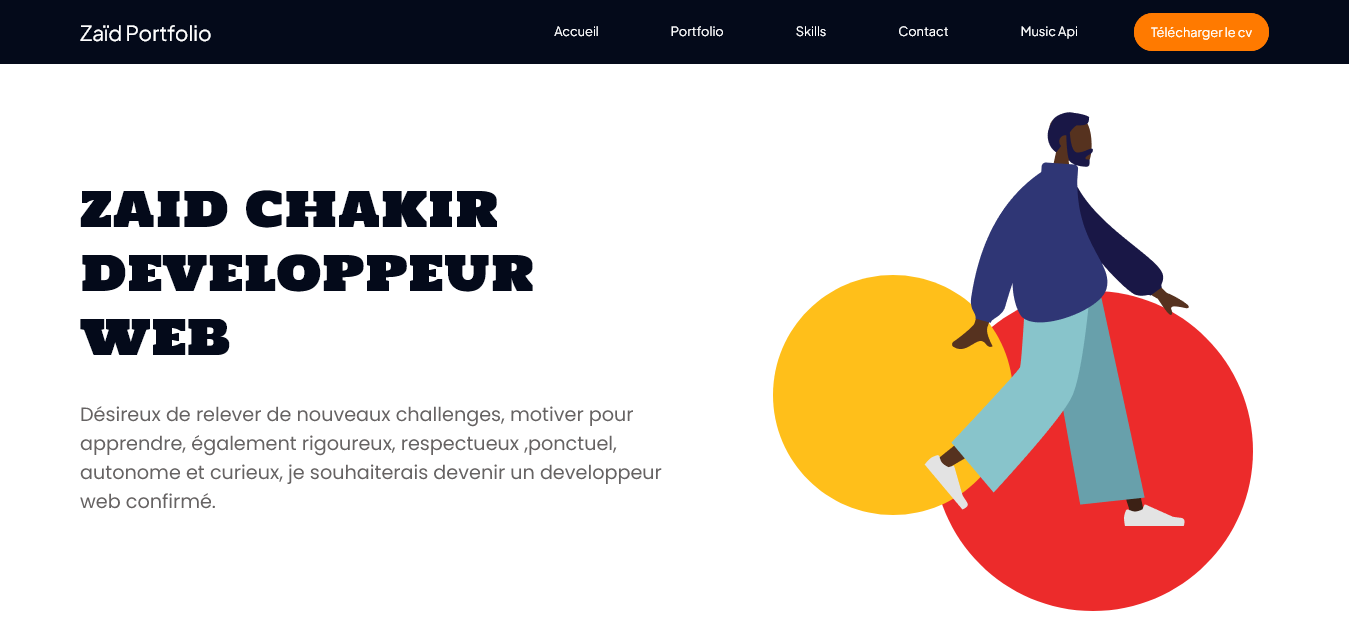 Zaïd Portfolio
Accueil
Portfolio
Skills
Contact
Music Api
Télécharger le cv
ZAID CHAKIR
DEVELOPPEUR
WEB
Désireux de relever de nouveaux challenges, motiver pour
apprendre, également rigoureux, respectueux ,ponctuel,
autonome et curieux, je souhaiterais devenir un developpeur
web confirmé.